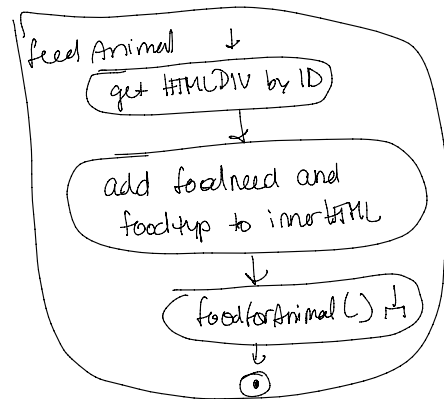 feed Animal
get HTMLDIV by ID
add foodneed and
foodtyp to innerHTML
foodforAnimal()